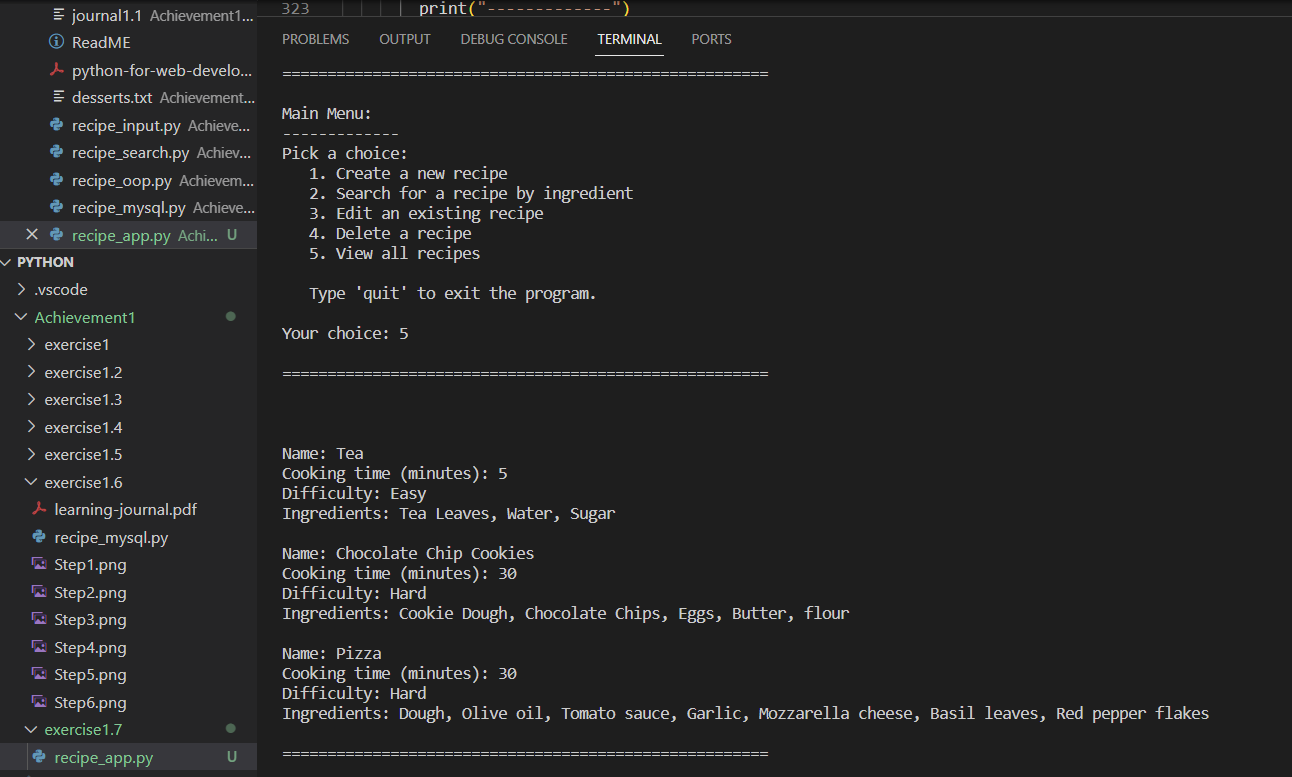 journal1.1 Achievement1...
ReadME
python-for-web-develo...
desserts.txt Achievement...
recipe_input.py Achieve...
recipe_search.py Achiev...
recipe_oop.py Achievem...
recipe_mysql.py Achieve...
recipe_app.py Achi... U
PYTHON
.vscode
Achievement1
exercise1
exercise1.2
exercise1.3
exercise1.4
exercise1.5
exercise1.6
learning-journal.pdf
recipe_mysql.py
Step1.png
Step2.png
Step3.png
Step4.png
Step5.png
Step6.png
exercise1.7
recipe_app.py U
323 print("-------------")
PROBLEMS OUTPUT DEBUG CONSOLE TERMINAL PORTS
======================================================
Main Menu:
-------------
Pick a choice:
1. Create a new recipe
2. Search for a recipe by ingredient
3. Edit an existing recipe
4. Delete a recipe
5. View all recipes
Type 'quit' to exit the program.
Your choice: 5
======================================================
Name: Tea
Cooking time (minutes): 5
Difficulty: Easy
Ingredients: Tea Leaves, Water, Sugar
Name: Chocolate Chip Cookies
Cooking time (minutes): 30
Difficulty: Hard
Ingredients: Cookie Dough, Chocolate Chips, Eggs, Butter, flour
Name: Pizza
Cooking time (minutes): 30
Difficulty: Hard
Ingredients: Dough, Olive oil, Tomato sauce, Garlic, Mozzarella cheese, Basil leaves, Red pepper flakes
======================================================